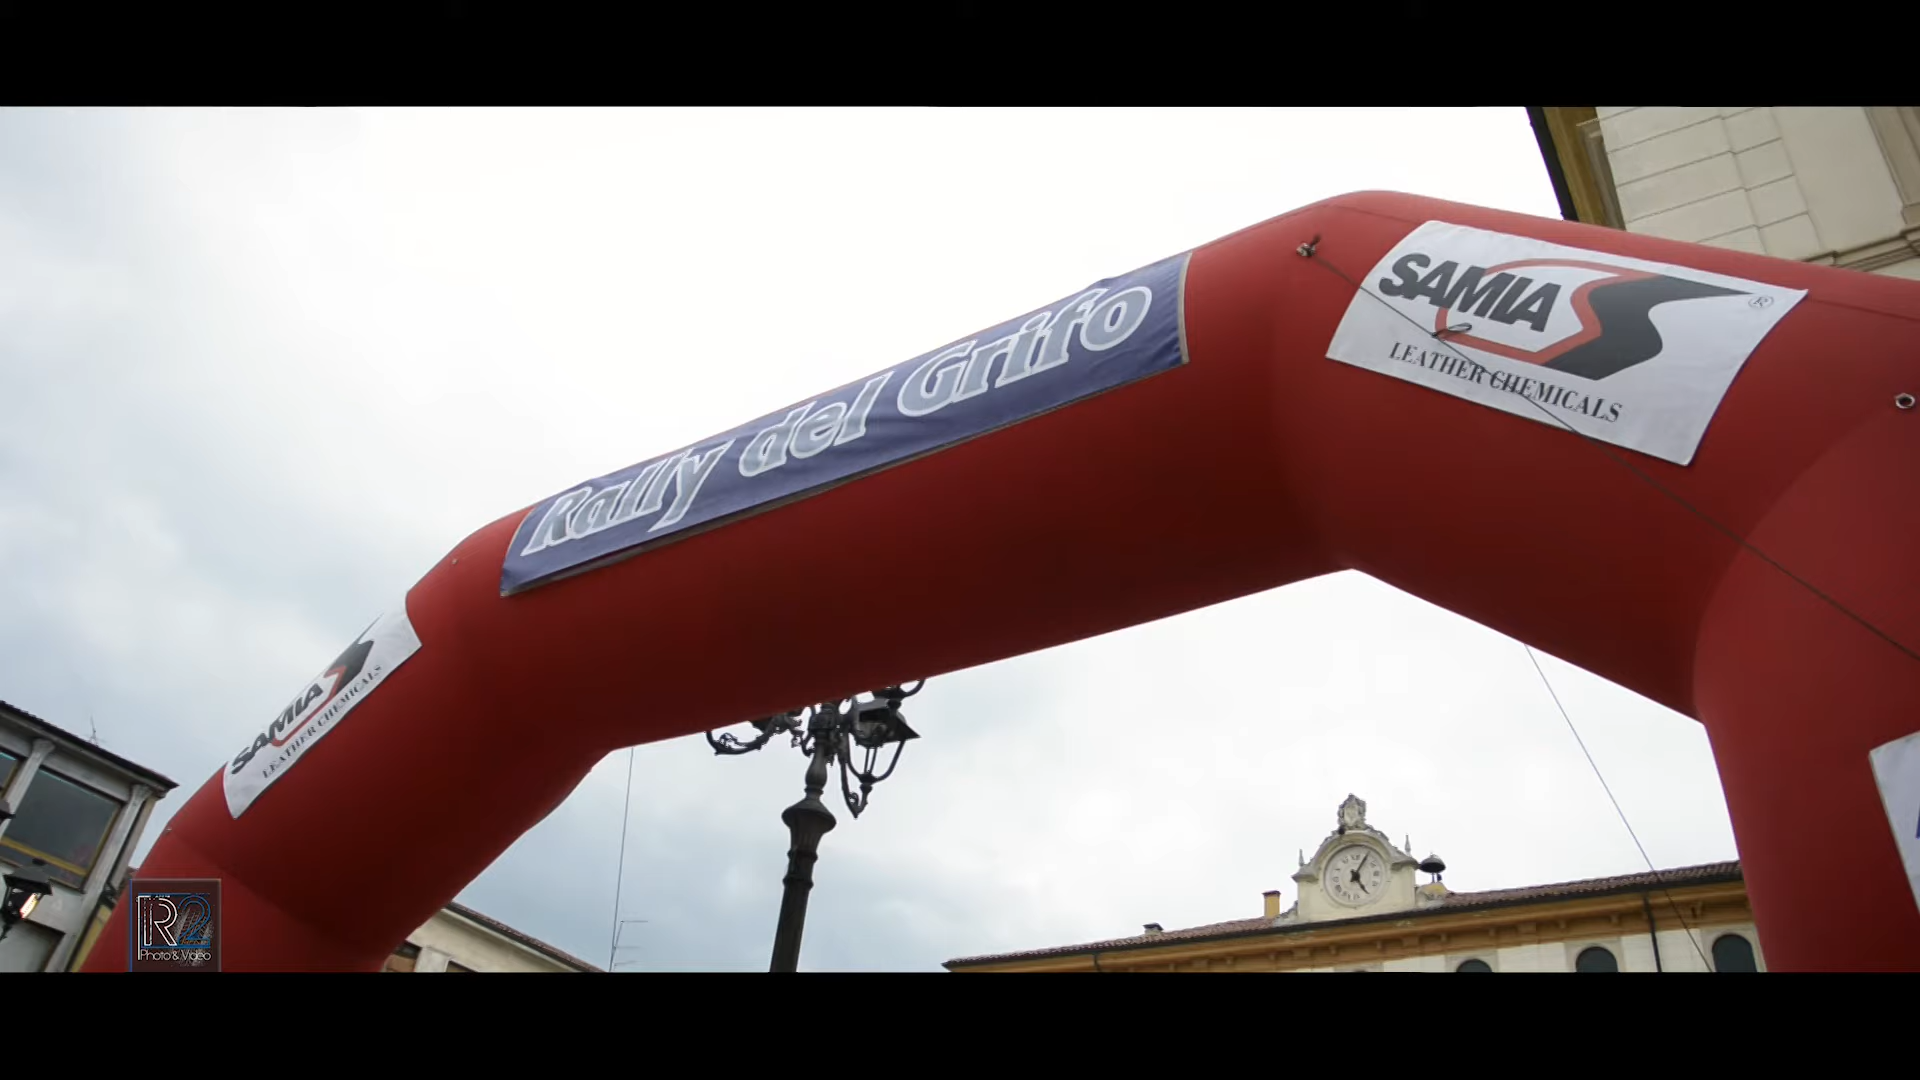 Rally del Grifo
SAMIA
®
LEATHER CHEMICALS
SAMIA
LEATHER CHEMICALS
R2
Photo & Video